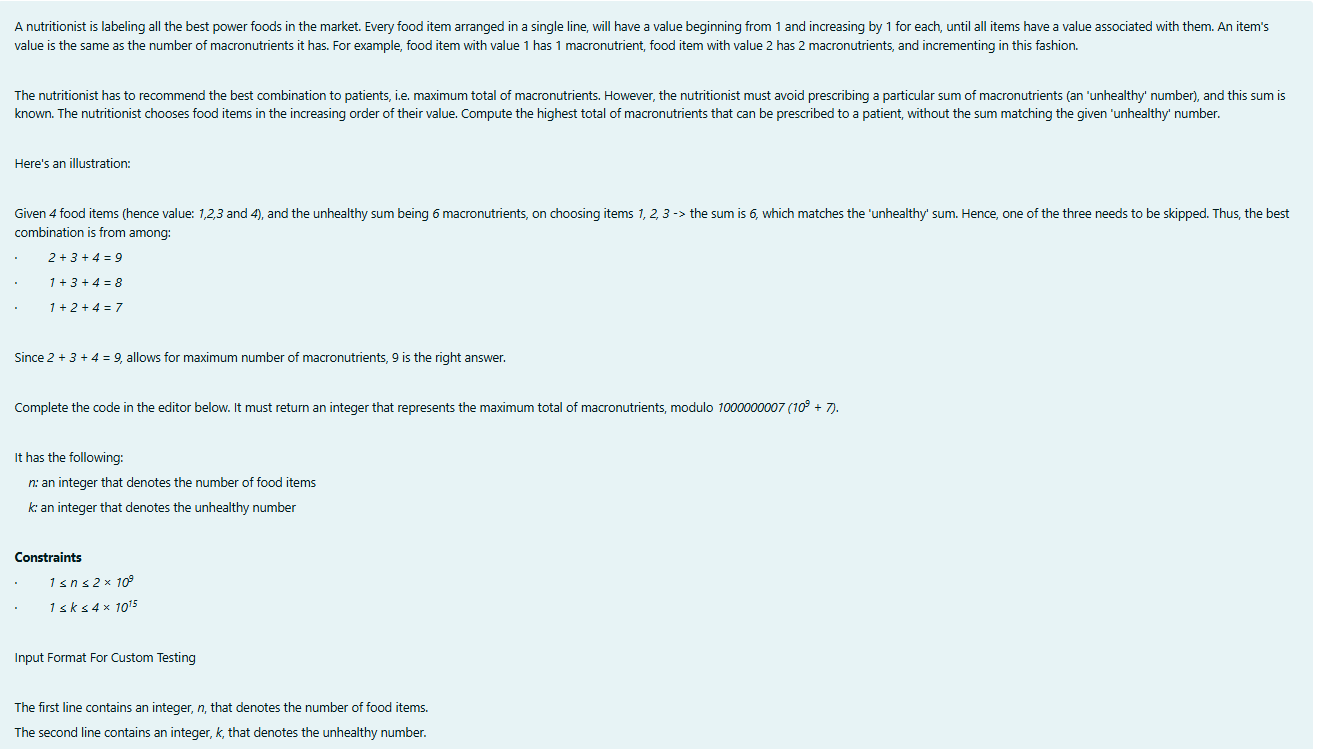 A nutritionist is labeling all the best power foods in the market. Every food item arranged in a single line, will have a value beginning from 1 and increasing by 1 for each, until all items have a value associated with them. An item's
value is the same as the number of macronutrients it has. For example, food item with value 1 has 1 macronutrient, food item with value 2 has 2 macronutrients, and incrementing in this fashion.
The nutritionist has to recommend the best combination to patients, i.e. maximum total of macronutrients. However, the nutritionist must avoid prescribing a particular sum of macronutrients (an 'unhealthy' number), and this sum is
known. The nutritionist chooses food items in the increasing order of their value. Compute the highest total of macronutrients that can be prescribed to a patient, without the sum matching the given 'unhealthy' number.
Here's an illustration:
Given 4 food items (hence value: 1,2,3 and 4), and the unhealthy sum being 6 macronutrients, on choosing items 1, 2, 3 -> the sum is 6, which matches the 'unhealthy' sum. Hence, one of the three needs to be skipped. Thus, the best
combination is from among:
· 2 + 3 + 4 = 9
· 1 + 3 + 4 = 8
· 1 + 2 + 4 = 7
Since 2 + 3 + 4 = 9, allows for maximum number of macronutrients, 9 is the right answer.
Complete the code in the editor below. It must return an integer that represents the maximum total of macronutrients, modulo 1000000007 (10⁹ + 7).
It has the following:
n: an integer that denotes the number of food items
k: an integer that denotes the unhealthy number
Constraints
· 1 ≤ n ≤ 2 × 10⁹
· 1 ≤ k ≤ 4 × 10¹⁵
Input Format For Custom Testing
The first line contains an integer, n, that denotes the number of food items.
The second line contains an integer, k, that denotes the unhealthy number.